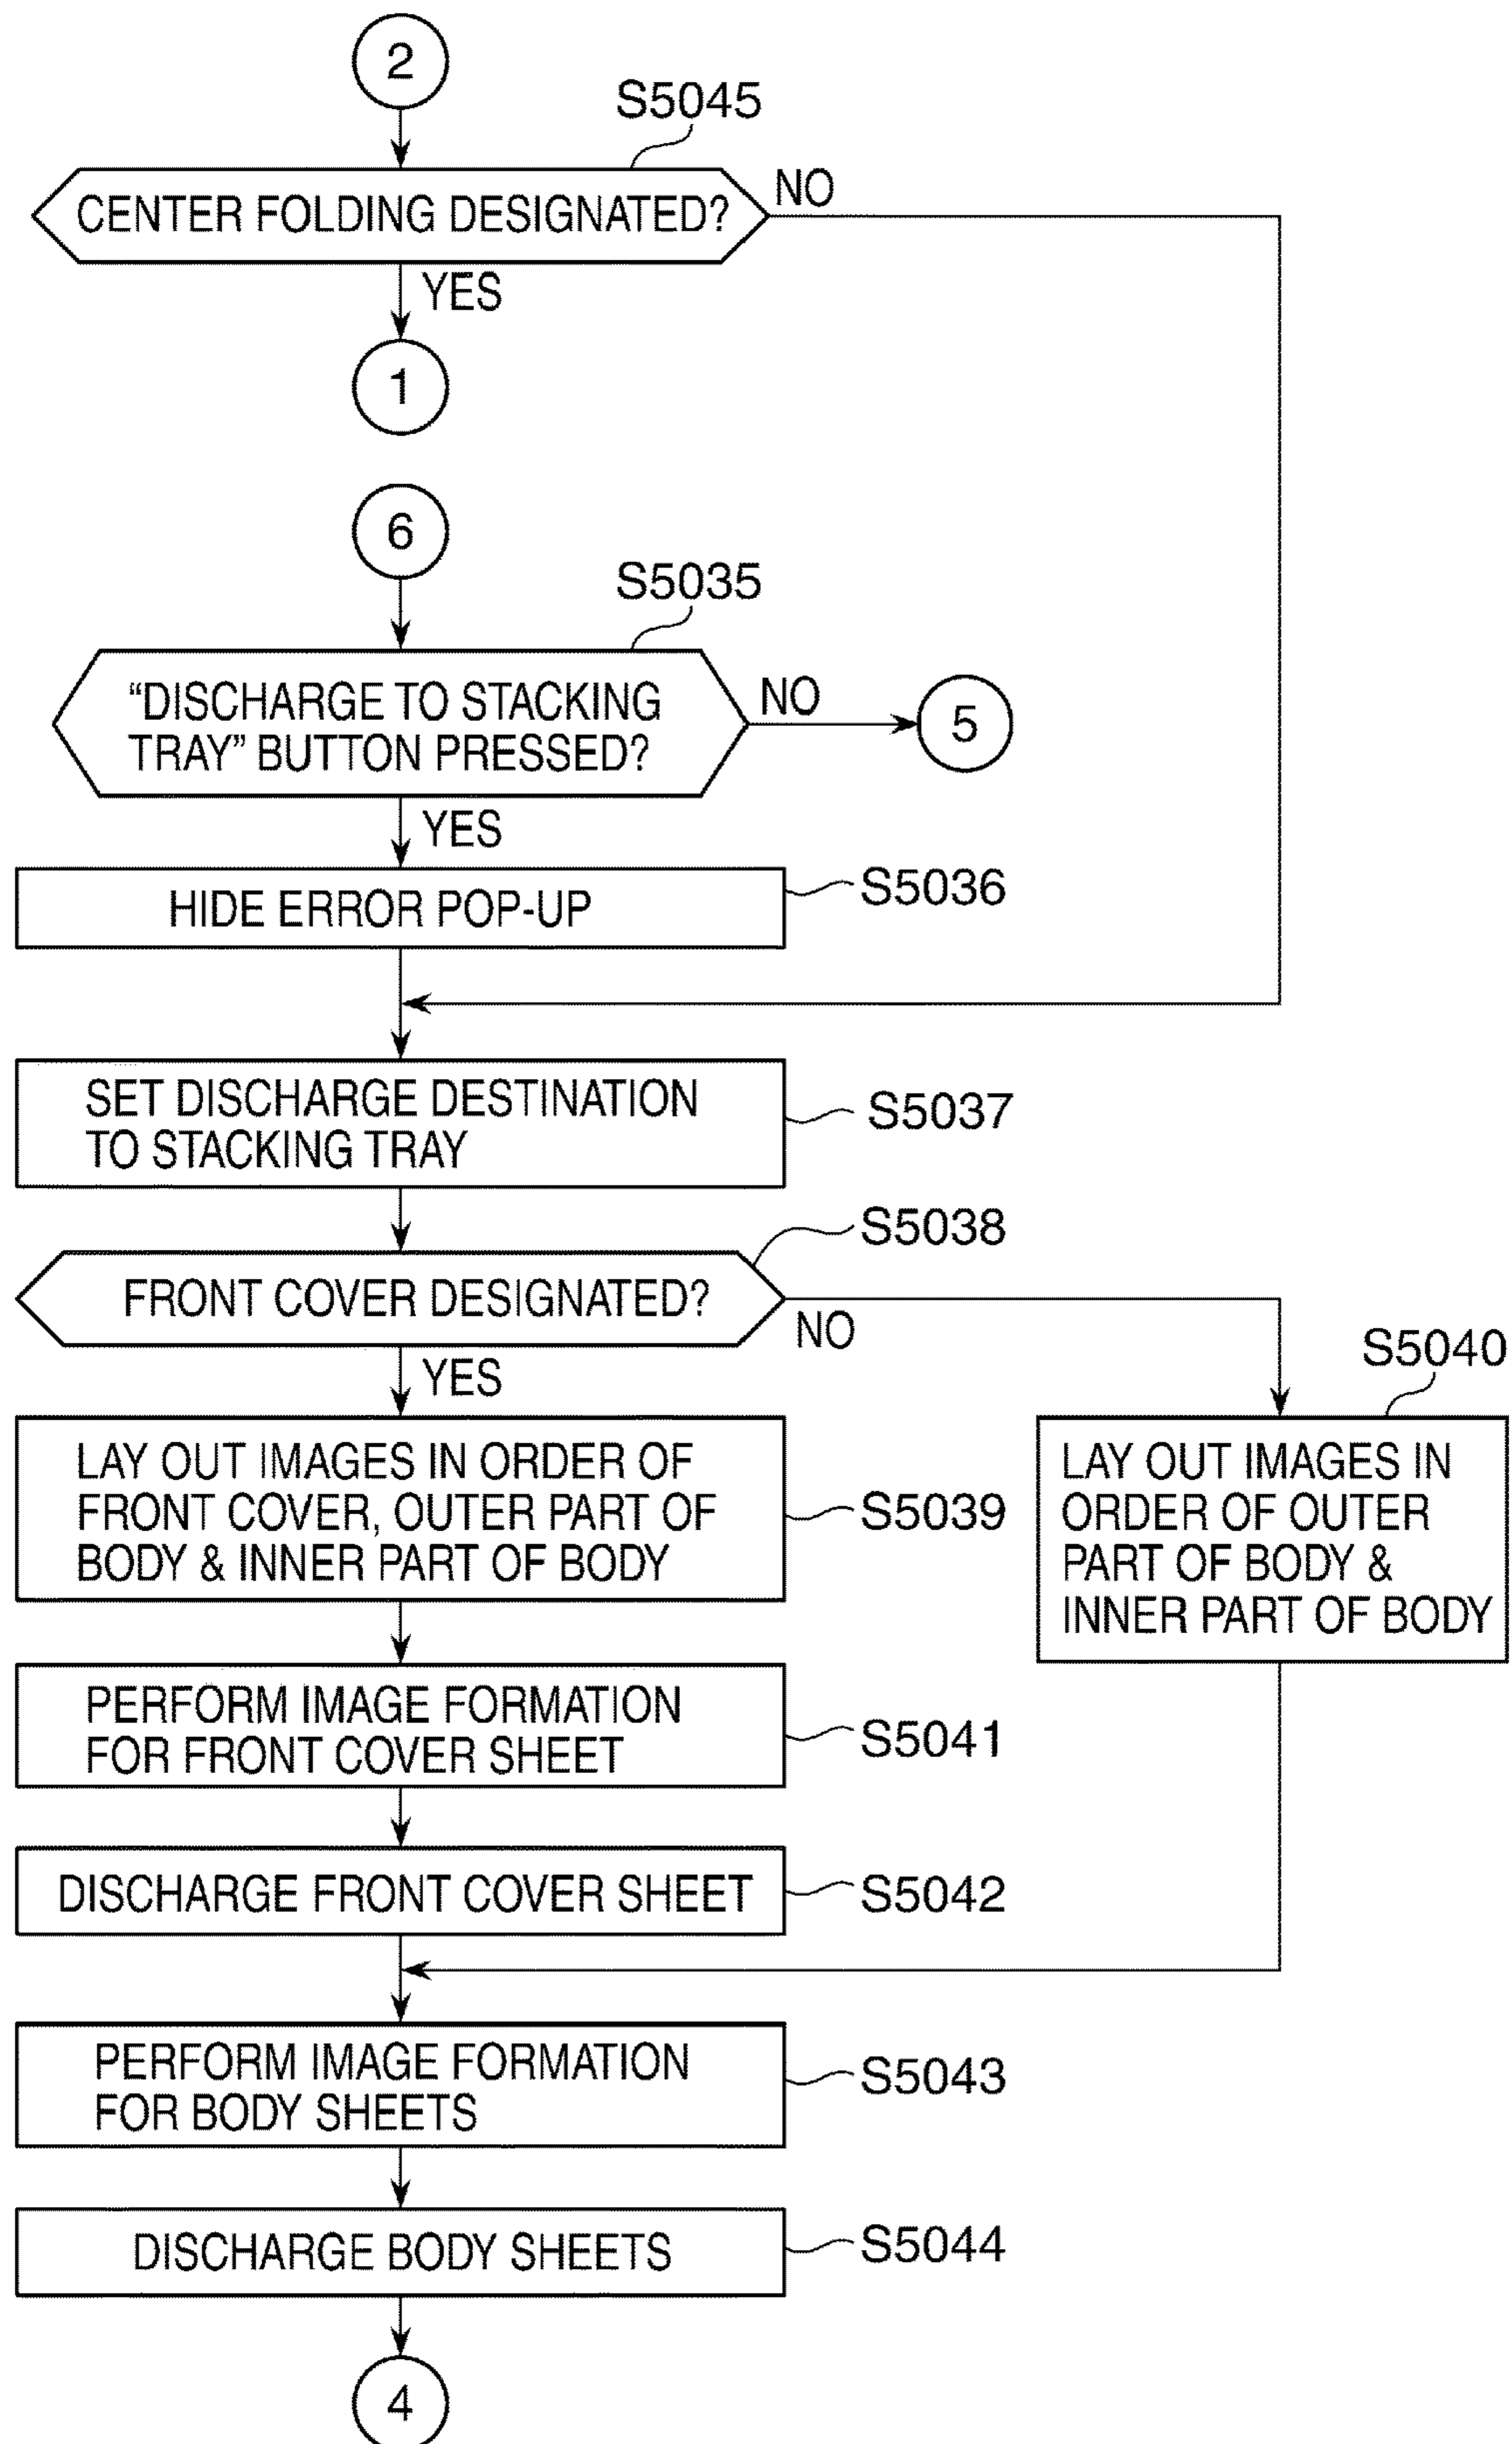 2
S5045
CENTER FOLDING DESIGNATED?
NO
YES
1
6
S5035
“DISCHARGE TO STACKING
TRAY” BUTTON PRESSED?
NO
5
YES
HIDE ERROR POP-UP
S5036
SET DISCHARGE DESTINATION
TO STACKING TRAY
S5037
S5038
FRONT COVER DESIGNATED?
NO
YES
S5040
LAY OUT IMAGES IN ORDER OF
FRONT COVER, OUTER PART OF
BODY & INNER PART OF BODY
S5039
LAY OUT IMAGES IN
ORDER OF OUTER
PART OF BODY &
INNER PART OF BODY
PERFORM IMAGE FORMATION
FOR FRONT COVER SHEET
S5041
DISCHARGE FRONT COVER SHEET
S5042
PERFORM IMAGE FORMATION
FOR BODY SHEETS
S5043
DISCHARGE BODY SHEETS
S5044
4